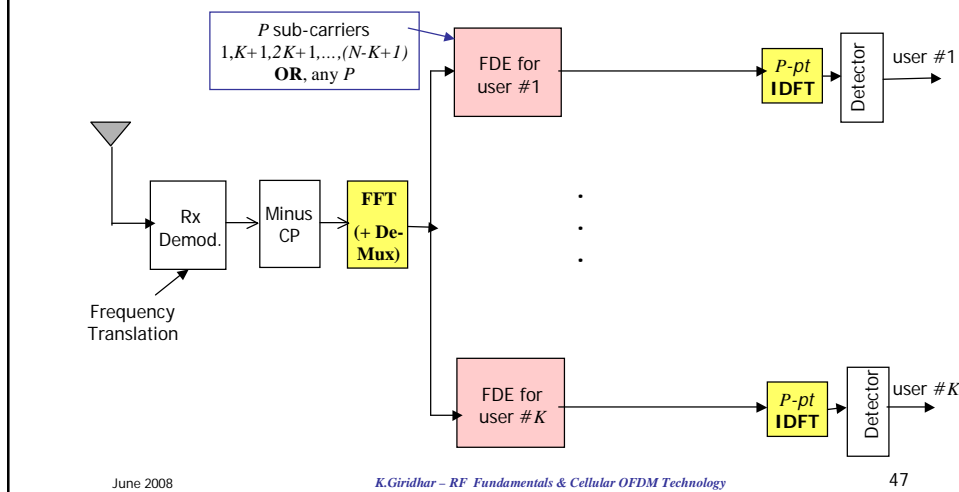 P sub-carriers
1,K+1,2K+1,...,(N-K+1)
OR, any P
FDE for
user #1
P-pt
IDFT
Detector
user #1
Rx
Demod.
Minus
CP
FFT
(+ De-
Mux)
Frequency
Translation
FDE for
user #K
P-pt
IDFT
Detector
user #K
June 2008
K.Giridhar – RF Fundamentals & Cellular OFDM Technology
47